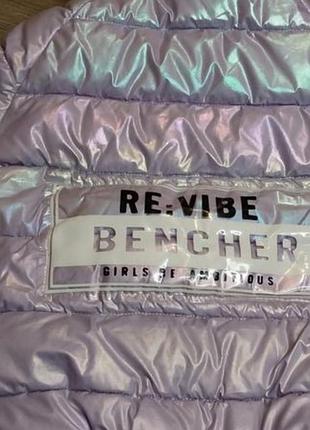 RE:VIBE
BENCHER
GIRLS BE AMBITIOUS